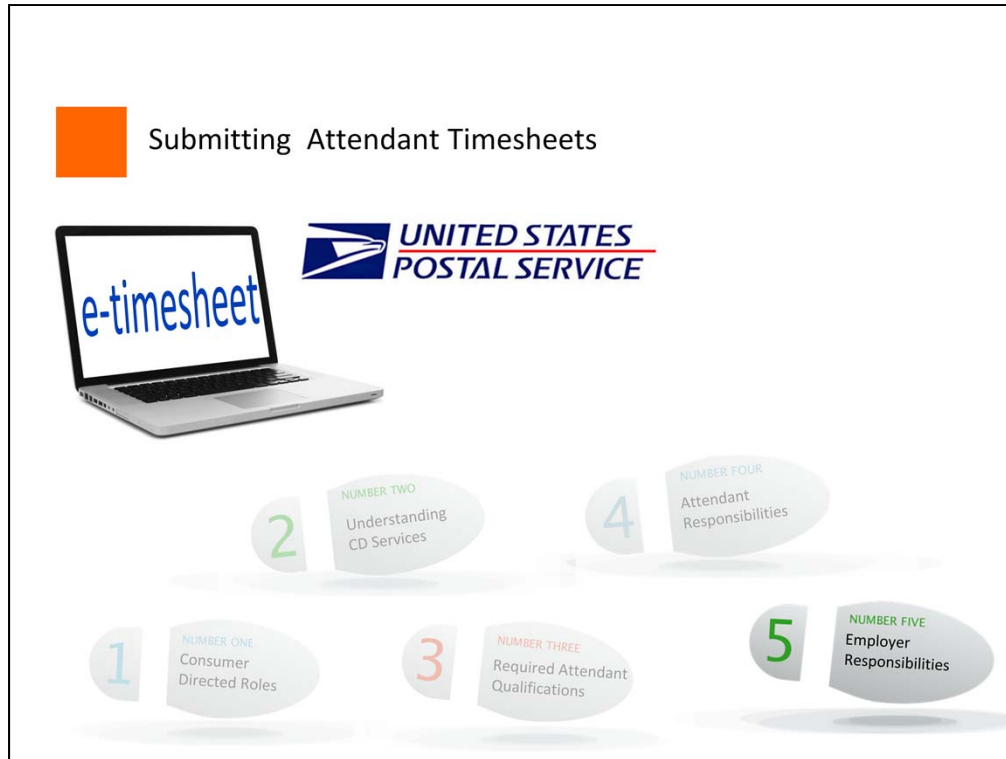 Submitting Attendant Timesheets
e-timesheet
UNITED STATES
POSTAL SERVICE
2
NUMBER TWO
Understanding
CD Services
4
NUMBER FOUR
Attendant
Responsibilities
1
NUMBER ONE
Consumer
Directed Roles
3
NUMBER THREE
Required Attendant
Qualifications
5
NUMBER FIVE
Employer
Responsibilities